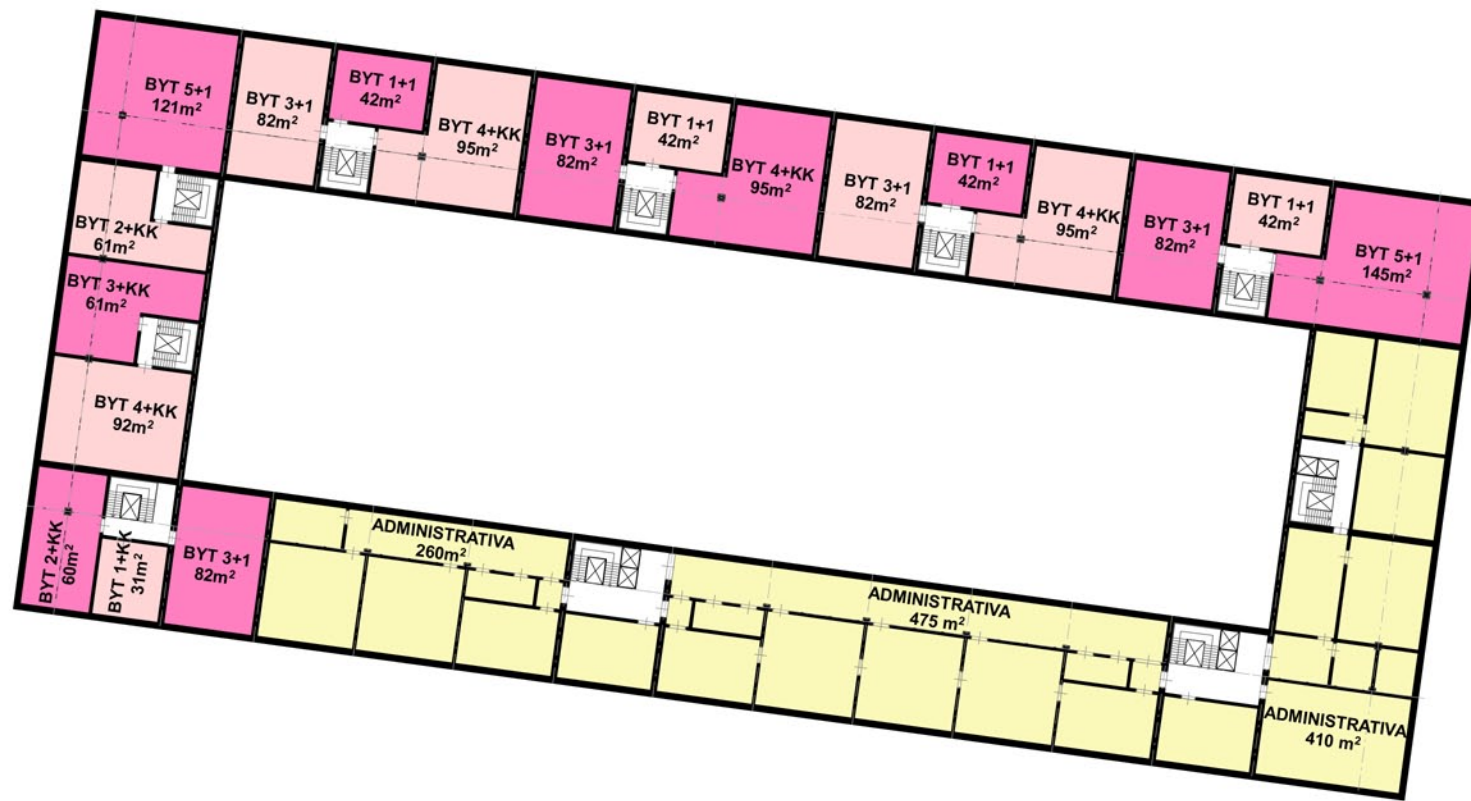 BYT 5+1
121m²
BYT 3+1
82m²
BYT 1+1
42m²
BYT 4+KK
95m²
BYT 3+1
82m²
BYT 1+1
42m²
BYT 4+KK
95m²
BYT 3+1
82m²
BYT 1+1
42m²
BYT 4+KK
95m²
BYT 3+1
82m²
BYT 1+1
42m²
BYT 5+1
145m²
BYT 2+KK
61m²
BYT 3+KK
61m²
BYT 4+KK
92m²
BYT 2+KK
60m²
BYT 1+KK
31m²
BYT 3+1
82m²
ADMINISTRATIVA
260m²
ADMINISTRATIVA
475 m²
ADMINISTRATIVA
410 m²